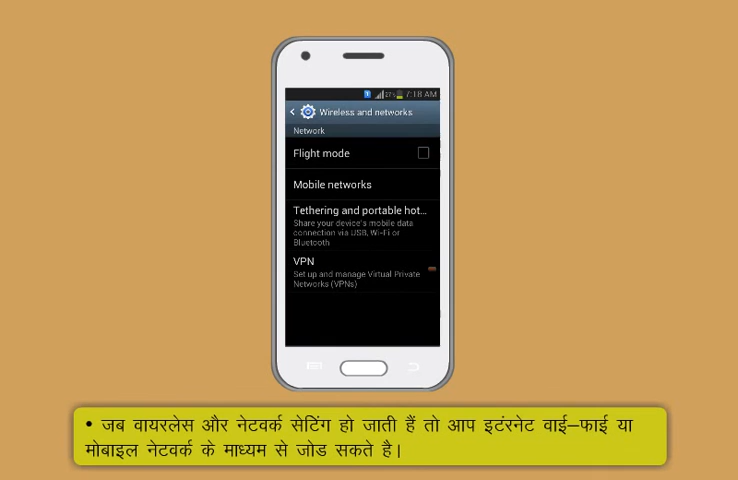 27% 7:18 AM
Wireless and networks
Network
Flight mode
Mobile networks
Tethering and portable hot...
Share your device's mobile data
connection via USB, Wi-Fi or
Bluetooth
VPN
Set up and manage Virtual Private
Networks (VPNs)
• जब वायरलेस और नेटवर्क सेटिंग हो जाती हैं तो आप इटंरनेट वाई–फाई या
मोबाइल नेटवर्क के माध्यम से जोड सकते है।